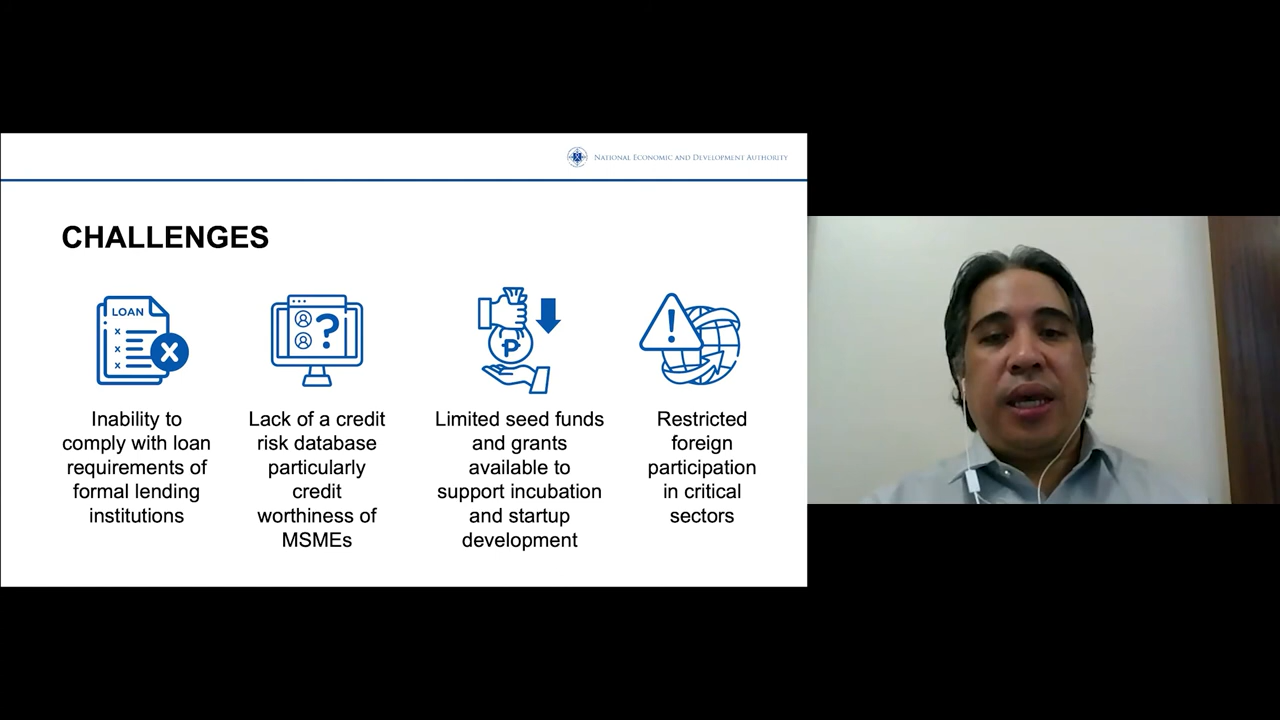 NATIONAL ECONOMIC AND DEVELOPMENT AUTHORITY
CHALLENGES
LOAN
x
x
x
X
Inability to
comply with loan
requirements of
formal lending
institutions
?
Lack of a credit
risk database
particularly
credit
worthiness of
MSMEs
₱
Limited seed funds
and grants
available to
support incubation
and startup
development
!
Restricted
foreign
participation
in critical
sectors